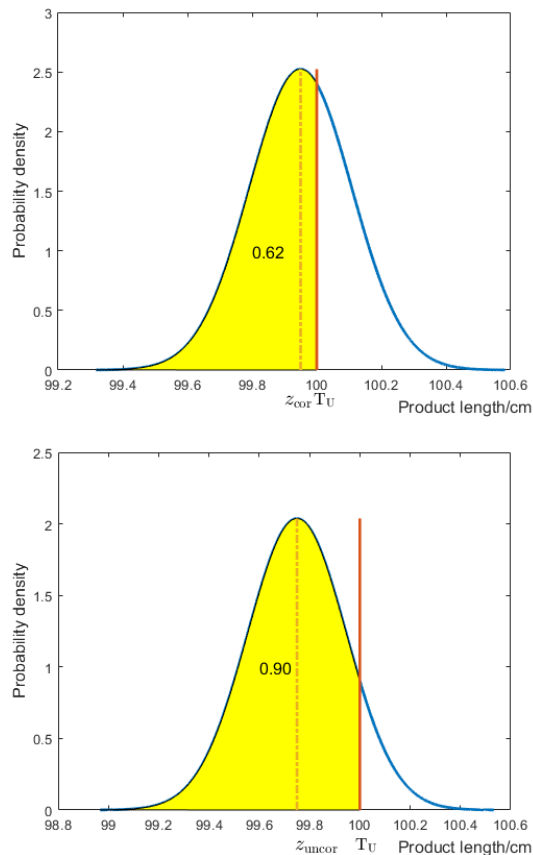 3
2.5
2
1.5
1
0.5
0
Probability density
0.62
99.2 99.4 99.6 99.8 100 100.2 100.4 100.6
z_cor T_U
Product length/cm
2.5
2
1.5
1
0.5
0
Probability density
0.90
98.8 99 99.2 99.4 99.6 99.8 100 100.2 100.4 100.6
z_uncor T_U
Product length/cm